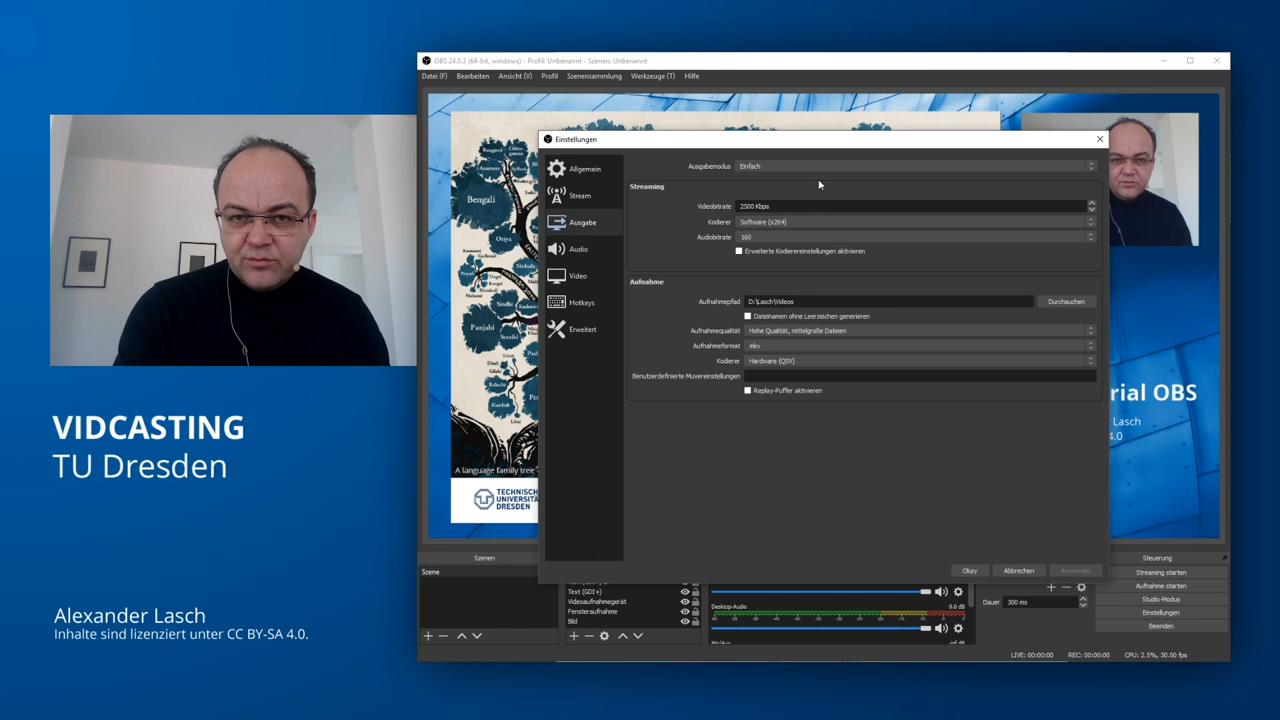 OBS 24.0.3 (64-bit, windows) - Profil: Unbenannt - Szenen: Unbenannt
Datei (F) Bearbeiten Ansicht (V) Profil Szenensammlung Werkzeuge (T) Hilfe
Einstellungen
Allgemein
Stream
Ausgabe
Audio
Video
Hotkeys
Erweitert
Ausgabemodus Einfach
Streaming
Videobitrate 2500 Kbps
Kodierer Software (x264)
Audiobitrate 160
Erweiterte Kodierereinstellungen aktivieren
Aufnahme
Aufnahmepfad D:\Lasch\Videos Durchsuchen
Dateinamen ohne Leerzeichen generieren
Aufnahmequalität Hohe Qualität, mittelgroße Dateien
Aufnahmeformat mkv
Kodierer Hardware (QSV)
Benutzerdefinierte Muxereinstellungen
Replay-Puffer aktivieren
Okay Abbrechen Anwenden
Bengali
Oriya
Sindhi
Panjabi
rial OBS
Lasch
4.0
A language family tree
TECHNISCH
UNIVERSITÄ
DRESDEN
VIDCASTING
TU Dresden
Alexander Lasch
Inhalte sind lizenziert unter CC BY-SA 4.0.
Szenen
Szene
Text (GDI+)
Videoaufnahmegerät
Fensteraufnahme
Bild
Desktop-Audio 0.0 dB
Dauer 300 ms
Steuerung
Streaming starten
Aufnahme starten
Studio-Modus
Einstellungen
Beenden
LIVE: 00:00:00 REC: 00:00:00 CPU: 2.5%, 30.00 fps